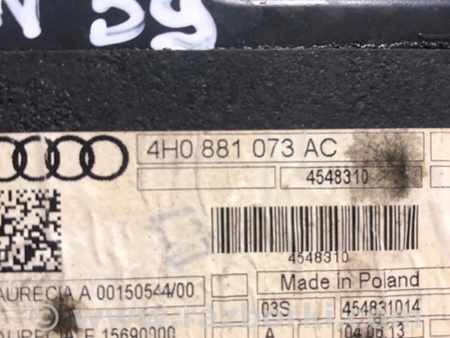 N 59
4H0 881 073 AC
4548310
4548310
Made in Poland
AURECIA A 00150544/00
03S 454831014
AURECIA F 15690000
A 04.06.13